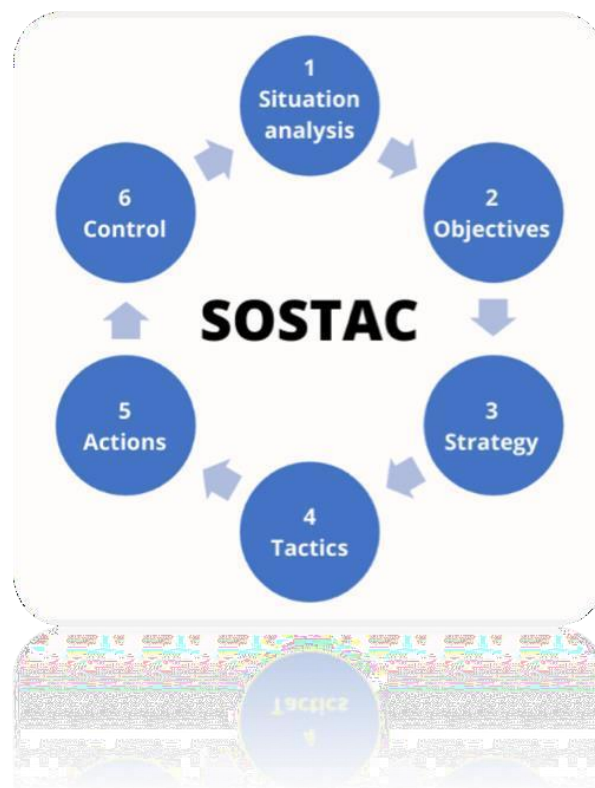 1
Situation
analysis
2
Objectives
3
Strategy
4
Tactics
5
Actions
6
Control
SOSTAC